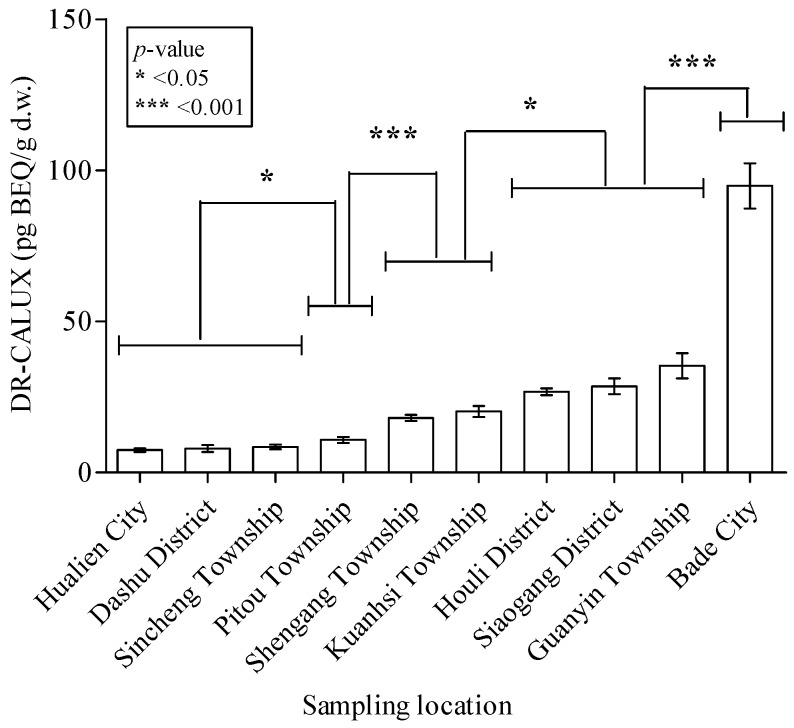 150
p-value
* <0.05
*** <0.001
***
***
*
*
100
50
0
DR-CALUX (pg BEQ/g d.w.)
Hualien City
Dashu District
Sincheng Township
Pitou Township
Shengang Township
Kuanhsi Township
Houli District
Siaogang District
Guanyin Township
Bade City
Sampling location